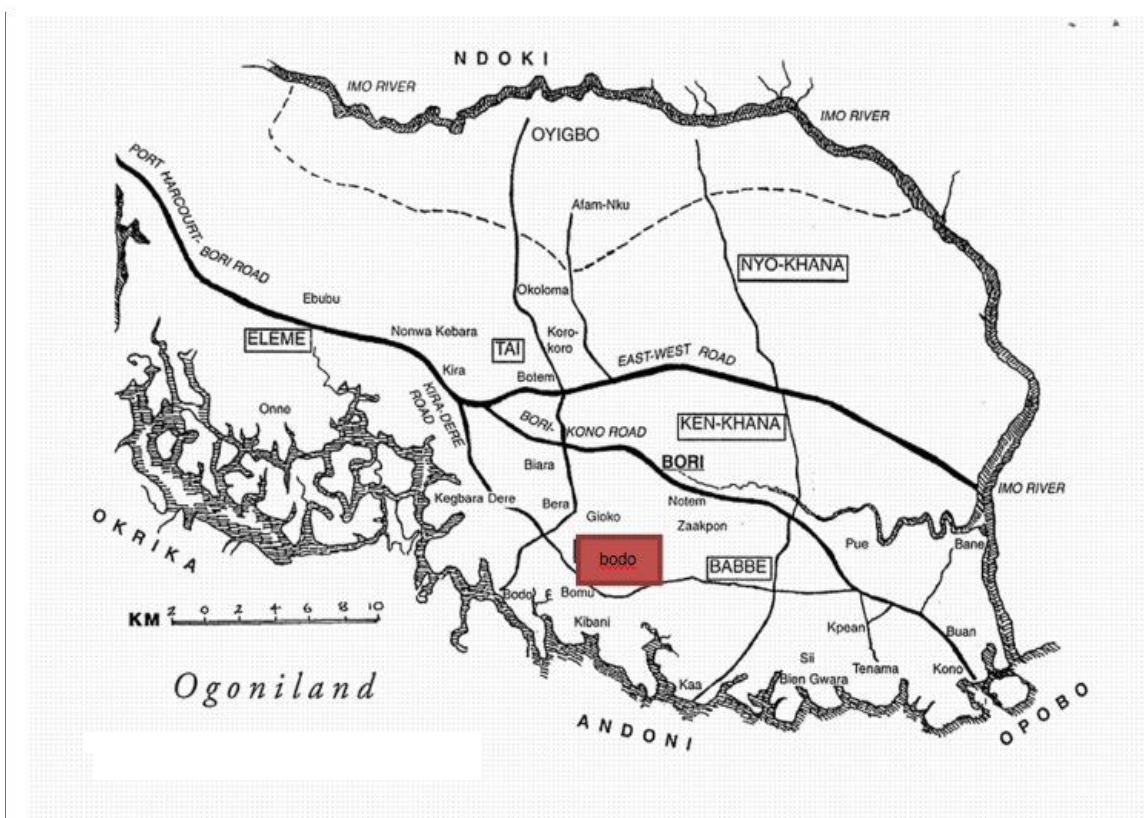 NDOKI
IMO RIVER
IMO RIVER
OYIGBO
PORT HARCOURT-
BORI ROAD
Afam-Nku
NYO-KHANA
Okoloma
Ebubu
ELEME
Nonwa Kebara
TAI
Koro-
koro
EAST-WEST ROAD
Kira
Botem
KIRA-DERE
ROAD
Onne
BORI-
KONO ROAD
KEN-KHANA
BORI
Biara
IMO RIVER
Kegbara Dere
Bera
Notem
Gioko
Zaakpon
OKRIKA
bodo
Pue
Bane
BABBE
Bodo
Bomu
KM 2 0 2 4 6 8 10
Kibani
Kpean
Buan
Sii
Bien Gwara
Tenama
Kono
Kaa
Ogoniland
ANDONI
OPOBO